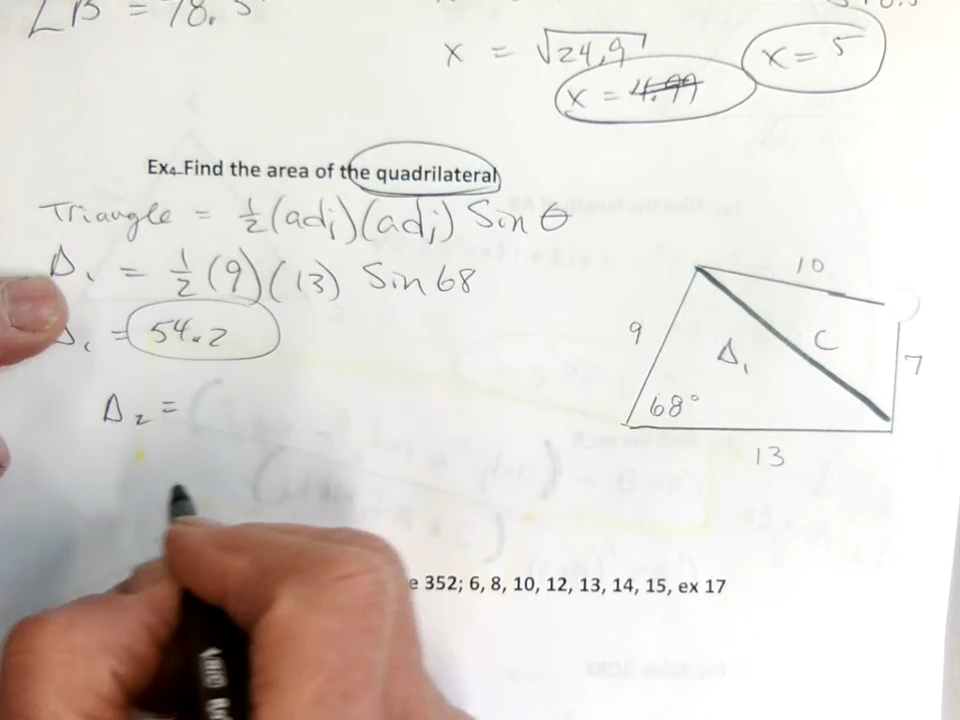 ∠B = 78.5
x = √24.9
x = 5
x = 4.99
Ex4 Find the area of the quadrilateral
Triangle = ½(adj)(adj) Sin θ
Δ₁ = ½(9)(13) Sin 68
Δ₁ = 54.2
Δ₂ =
10
9
Δ₁
C
7
68°
13
e 352; 6, 8, 10, 12, 13, 14, 15, ex 17